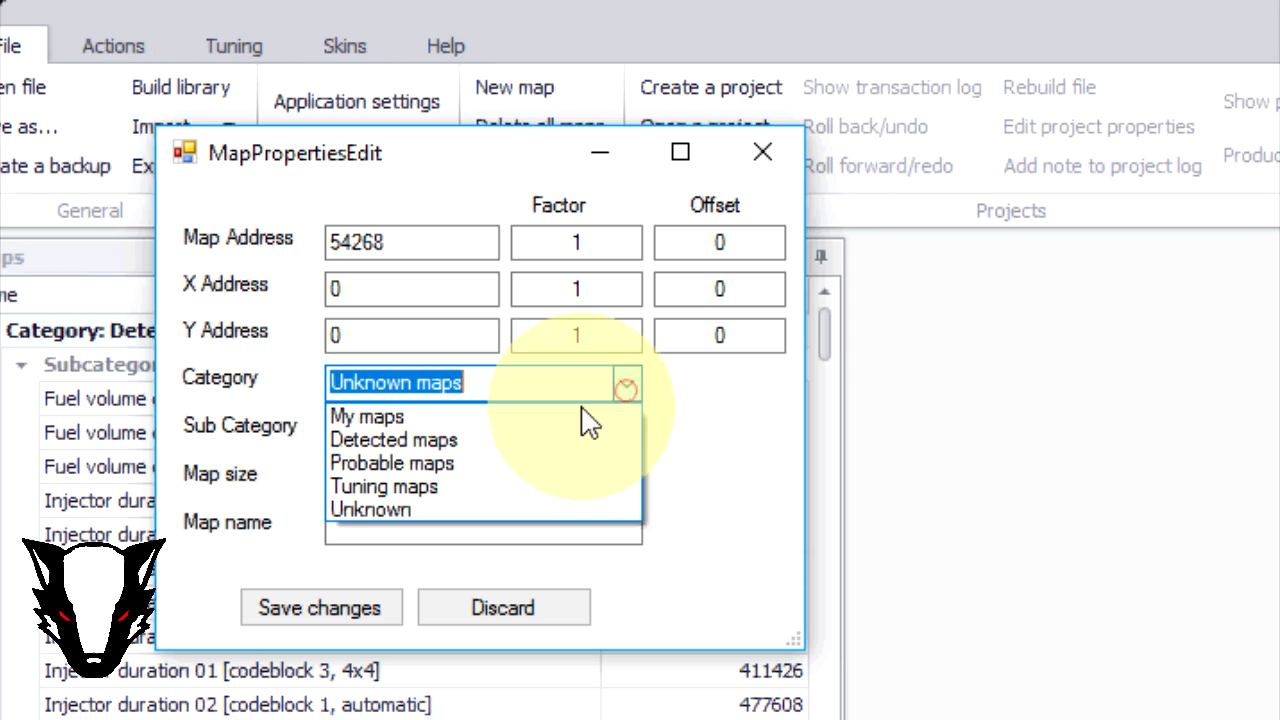 File Actions Tuning Skins Help
en file Build library Application settings New map Create a project Show transaction log Rebuild file
e as... Roll back/undo Edit project properties Show p
ate a backup Ex Roll forward/redo Add note to project log Produc
General Projects
MapPropertiesEdit
Factor Offset
Map Address 54268 1 0
X Address 0 1 0
Y Address 0 1 0
Category Unknown maps
My maps
Detected maps
Probable maps
Tuning maps
Unknown
Sub Category
Map size
Map name
Save changes Discard
ps
me
Category: Dete
Subcatego
Fuel volume
Fuel volume
Fuel volume
Injector dura
Injector dura
Injector duration 01 [codeblock 3, 4x4] 411426
Injector duration 02 [codeblock 1, automatic] 477608